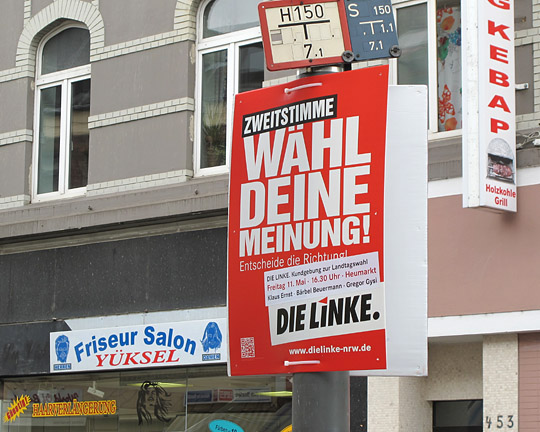 H150
T
7.1
S 150
T
7.1
G KEBAP
Holzkohle
Grill
ZWEITSTIMME
WÄHL
DEINE
MEINUNG!
Entscheide die Richtung!
DIE LINKE. Kundgebung zur Landtagswahl
Freitag 11. Mai · 16.30 Uhr · Heumarkt
Klaus Ernst · Bärbel Beuermann · Gregor Gysi
DIE LINKE.
www.dielinke-nrw.de
Friseur Salon
YÜKSEL
HAARVERLÄNGERUNG
453